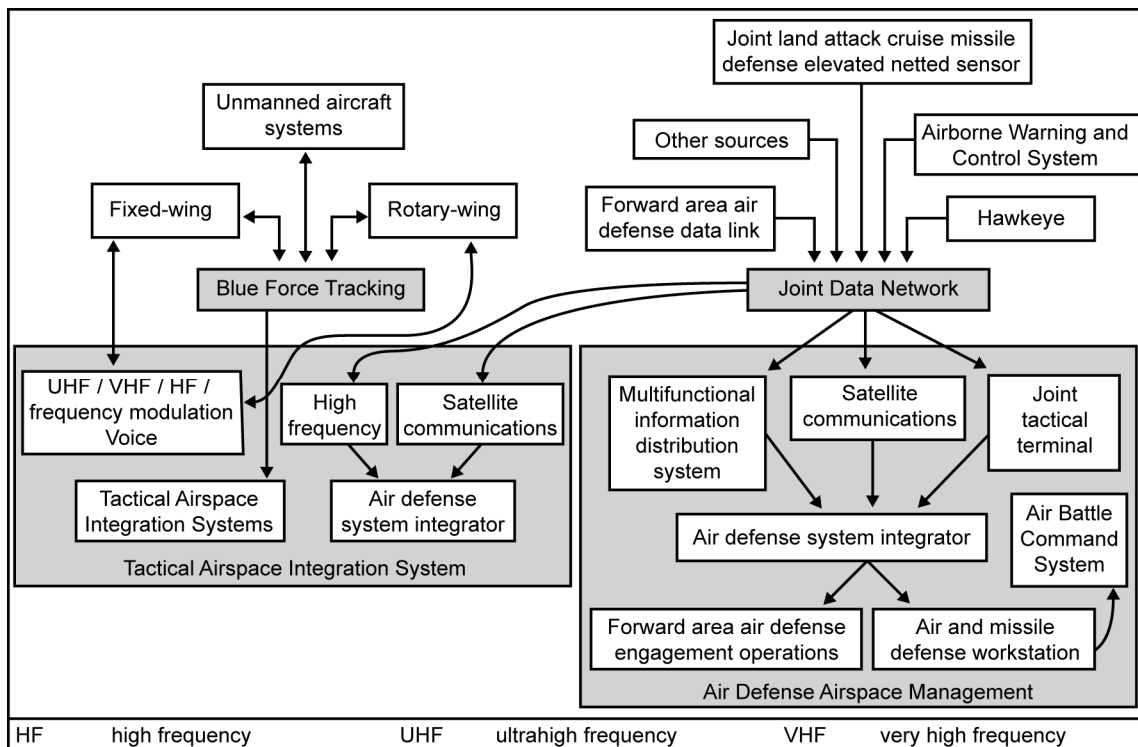 Joint land attack cruise missile
defense elevated netted sensor
Unmanned aircraft
systems
Other sources
Airborne Warning and
Control System
Fixed-wing
Rotary-wing
Forward area air
defense data link
Hawkeye
Blue Force Tracking
Joint Data Network
UHF / VHF / HF /
frequency modulation
Voice
High
frequency
Satellite
communications
Multifunctional
information
distribution
system
Satellite
communications
Joint
tactical
terminal
Tactical Airspace
Integration Systems
Air defense
system integrator
Tactical Airspace Integration System
Air defense system integrator
Air Battle
Command
System
Forward area air defense
engagement operations
Air and missile
defense workstation
Air Defense Airspace Management
HF high frequency UHF ultrahigh frequency VHF very high frequency